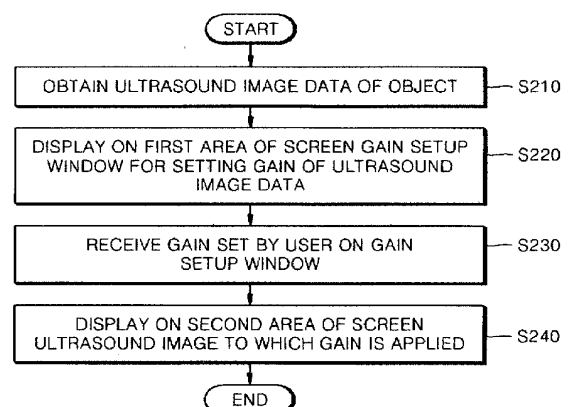 START
OBTAIN ULTRASOUND IMAGE DATA OF OBJECT
S210
DISPLAY ON FIRST AREA OF SCREEN GAIN SETUP
WINDOW FOR SETTING GAIN OF ULTRASOUND
IMAGE DATA
S220
RECEIVE GAIN SET BY USER ON GAIN
SETUP WINDOW
S230
DISPLAY ON SECOND AREA OF SCREEN
ULTRASOUND IMAGE TO WHICH GAIN IS APPLIED
S240
END